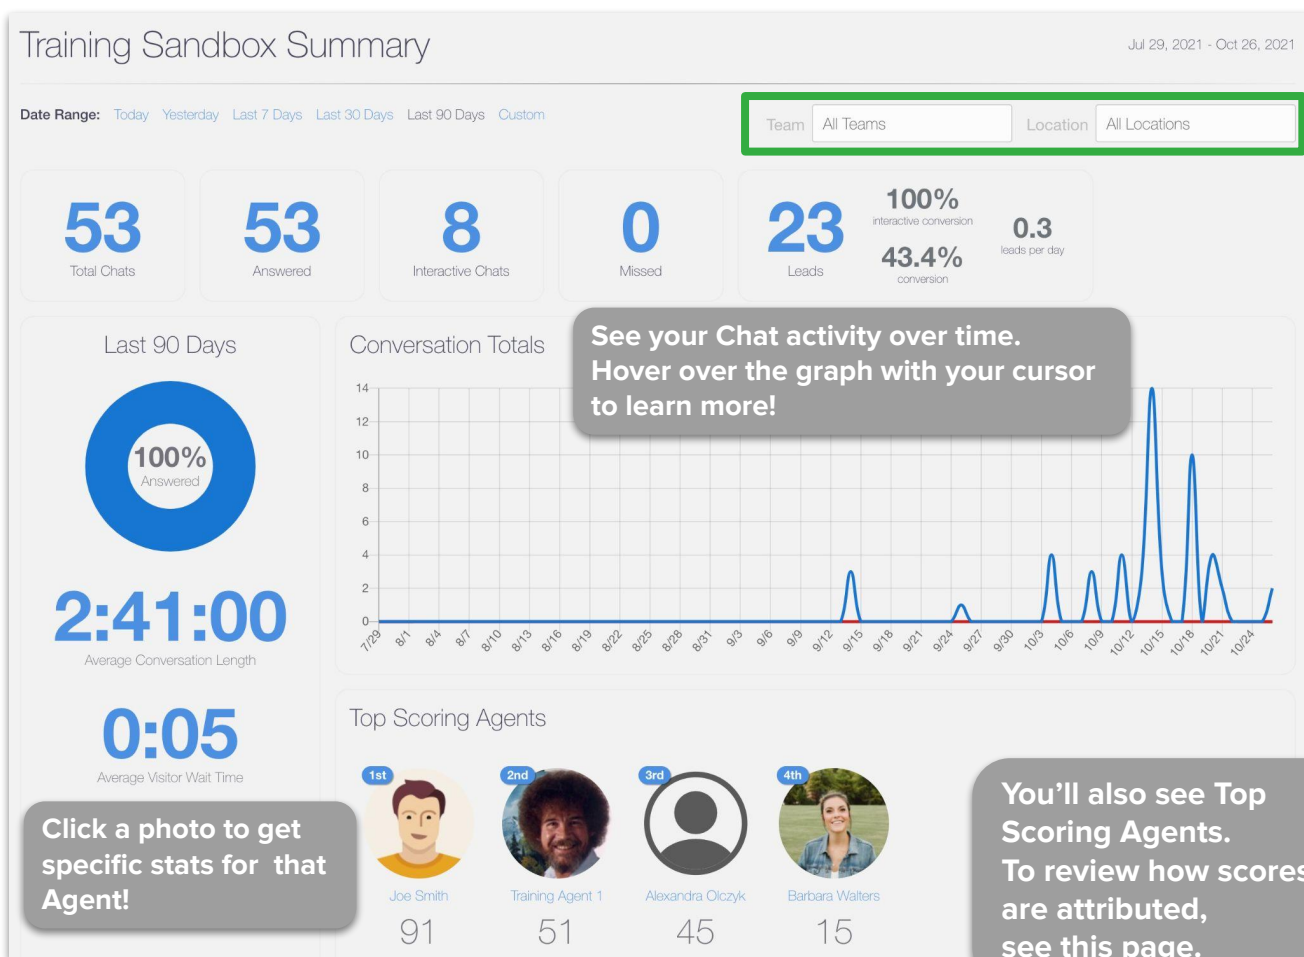 Training Sandbox Summary
Jul 29, 2021 - Oct 26, 2021
Date Range: Today Yesterday Last 7 Days Last 30 Days Last 90 Days Custom
Team All Teams Location All Locations
53
Total Chats
53
Answered
8
Interactive Chats
0
Missed
23
Leads
100%
interactive conversion
43.4%
conversion
0.3
leads per day
Last 90 Days
100%
Answered
2:41:00
Average Conversation Length
0:05
Average Visitor Wait Time
Click a photo to get
specific stats for that
Agent!
Conversation Totals
See your Chat activity over time.
Hover over the graph with your cursor
to learn more!
14
12
10
8
6
4
2
0
7/29 8/1 8/4 8/7 8/10 8/13 8/16 8/19 8/22 8/25 8/28 8/31 9/3 9/6 9/9 9/12 9/15 9/18 9/21 9/24 9/27 9/30 10/3 10/6 10/9 10/12 10/15 10/18 10/21 10/24
Top Scoring Agents
1st 2nd 3rd 4th
Joe Smith Training Agent 1 Alexandra Olczyk Barbara Walters
91 51 45 15
You’ll also see Top
Scoring Agents.
To review how scores
are attributed,
see this page.